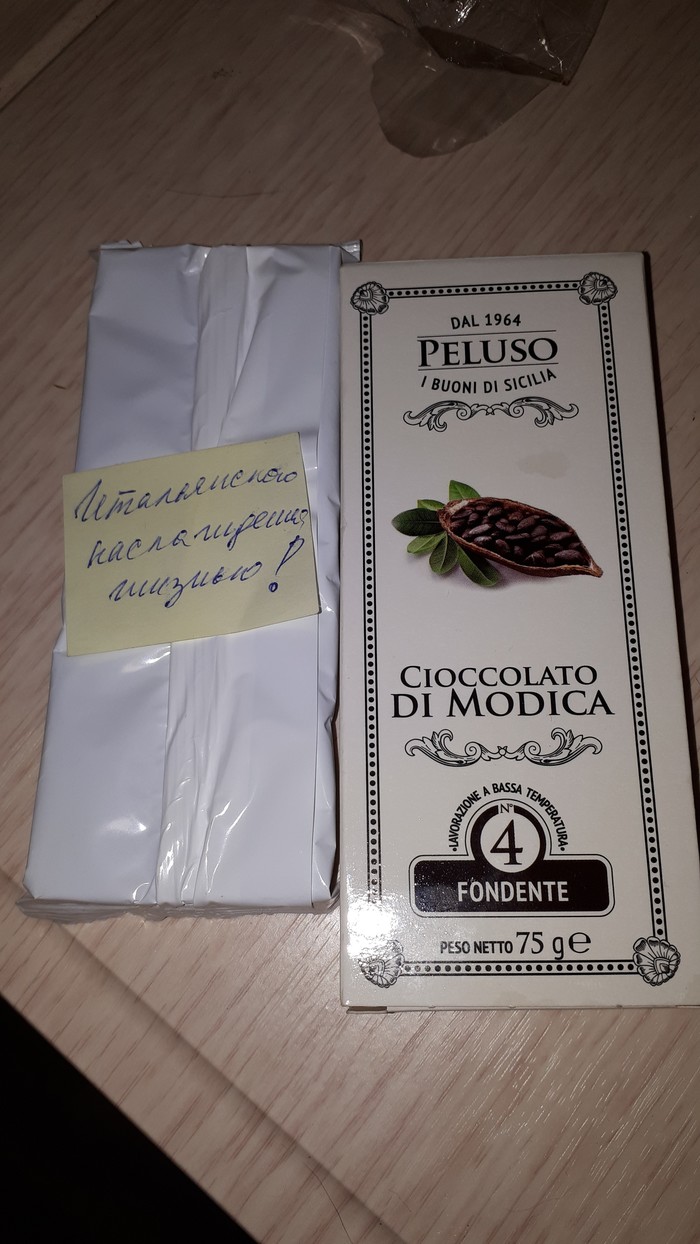 Итальянского
наслаждения
жизнью!
DAL 1964
PELUSO
I BUONI DI SICILIA
CIOCCOLATO
DI MODICA
•LAVORAZIONE A BASSA TEMPERATURA•
N°
4
FONDENTE
PESO NETTO 75 g e